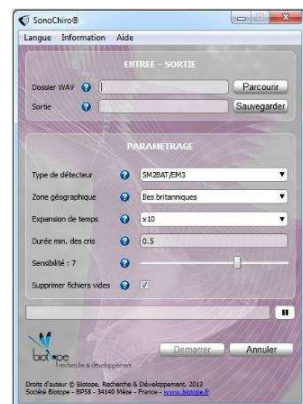 SonoChiro®
Langue Information Aide
ENTREE - SORTIE
Dossier WAV ? Parcourir
Sortie ? Sauvegarder
PARAMETRAGE
Type de détecteur ? SM2BAT/EM3
Zone géographique ? Iles britanniques
Expansion de temps ? x10
Durée min. des cris ? 0.5
Sensibilité : 7 ?
Supprimer fichiers vides ?
biotope
recherche & développement
Demarrer Annuler
Droits d'auteur @ Biotope, Recherche & Développement, 2013
Société Biotope - BP58 - 34140 Mèze - France - www.biotope.fr